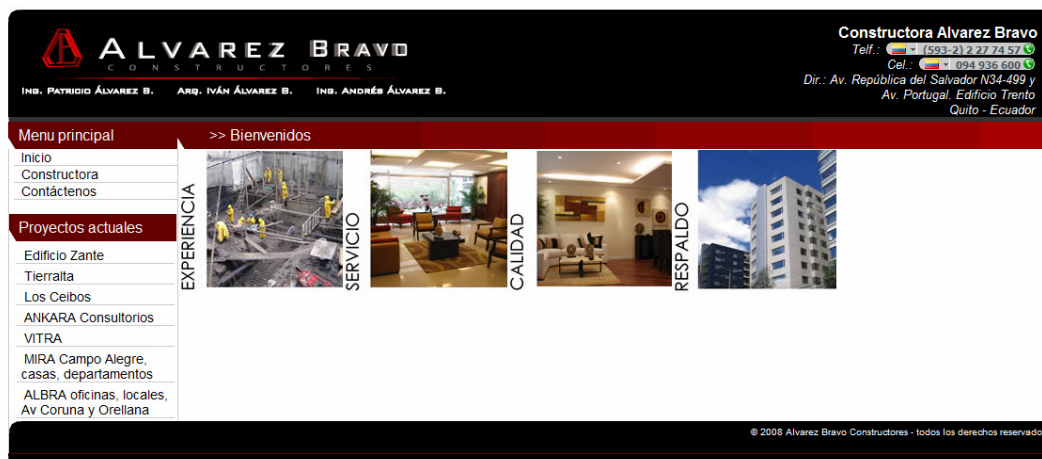 ALVAREZ BRAVO
CONSTRUCTORES
ING. PATRICIO ÁLVAREZ B. ARQ. IVÁN ÁLVAREZ B. ING. ANDRÉS ÁLVAREZ B.
Constructora Alvarez Bravo
Telf.: (593-2) 2 27 74 57
Cel.: 094 936 600
Dir.: Av. República del Salvador N34-499 y
Av. Portugal. Edificio Trento
Quito - Ecuador
Menu principal
>> Bienvenidos
Inicio
Constructora
Contáctenos
Proyectos actuales
Edificio Zante
Tierralta
Los Ceibos
ANKARA Consultorios
VITRA
MIRA Campo Alegre,
casas, departamentos
ALBRA oficinas, locales,
Av Coruna y Orellana
EXPERIENCIA
SERVICIO
CALIDAD
RESPALDO
© 2008 Alvarez Bravo Constructores - todos los derechos reservado